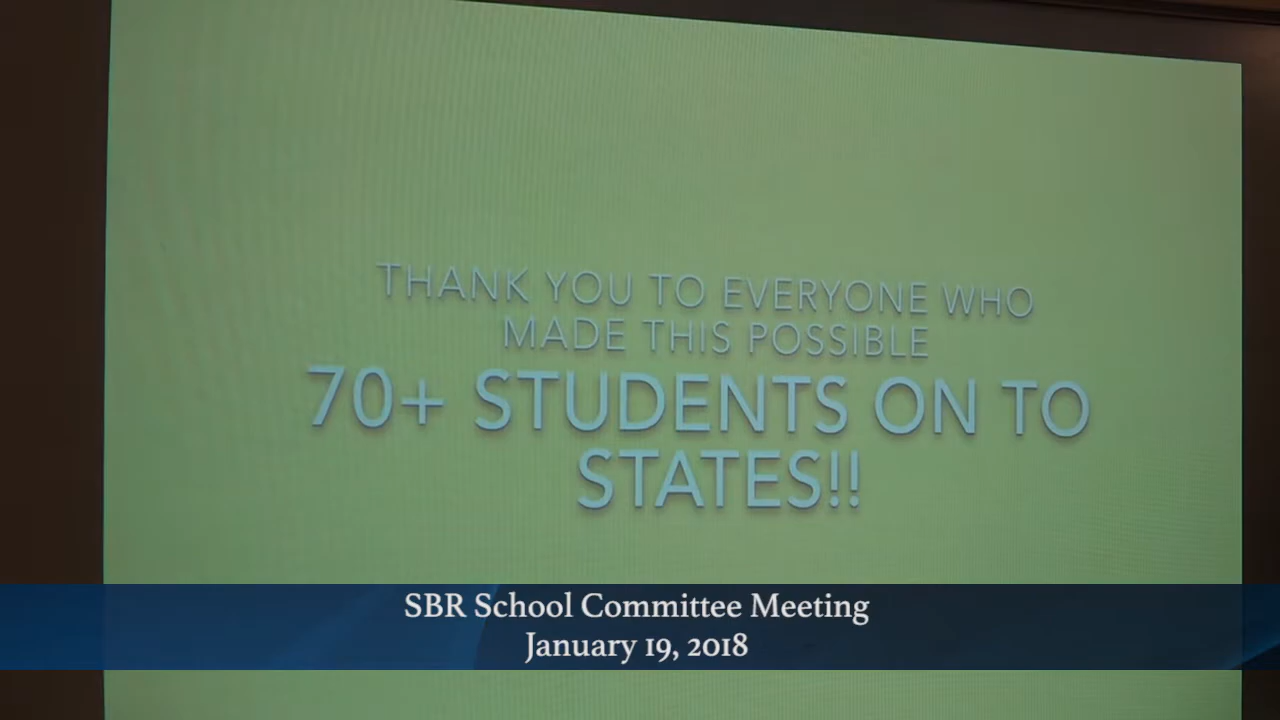 THANK YOU TO EVERYONE WHO
MADE THIS POSSIBLE
70+ STUDENTS ON TO
STATES!!
SBR School Committee Meeting
January 19, 2018